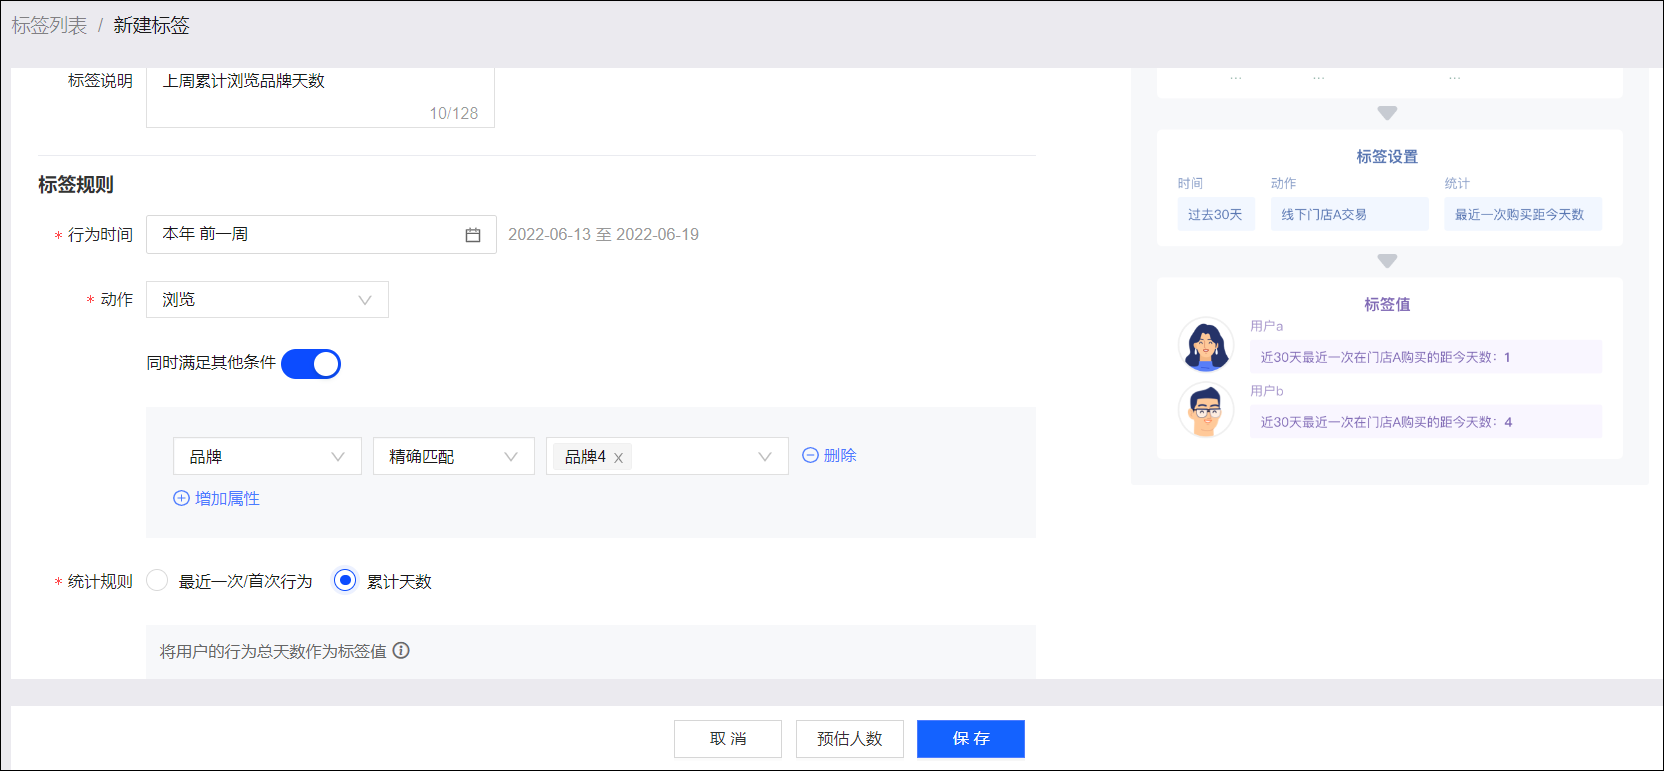 标签列表 / 新建标签
标签说明
上周累计浏览品牌天数
10/128
标签规则
* 行为时间 本年 前一周 2022-06-13 至 2022-06-19
* 动作 浏览
同时满足其他条件
品牌 精确匹配 品牌4 x 删除
增加属性
* 统计规则 最近一次/首次行为 累计天数
将用户的行为总天数作为标签值
... ... ...
标签设置
时间 动作 统计
过去30天 线下门店A交易 最近一次购买距今天数
标签值
用户a
近30天最近一次在门店A购买的距今天数：1
用户b
近30天最近一次在门店A购买的距今天数：4
取 消 预估人数 保 存